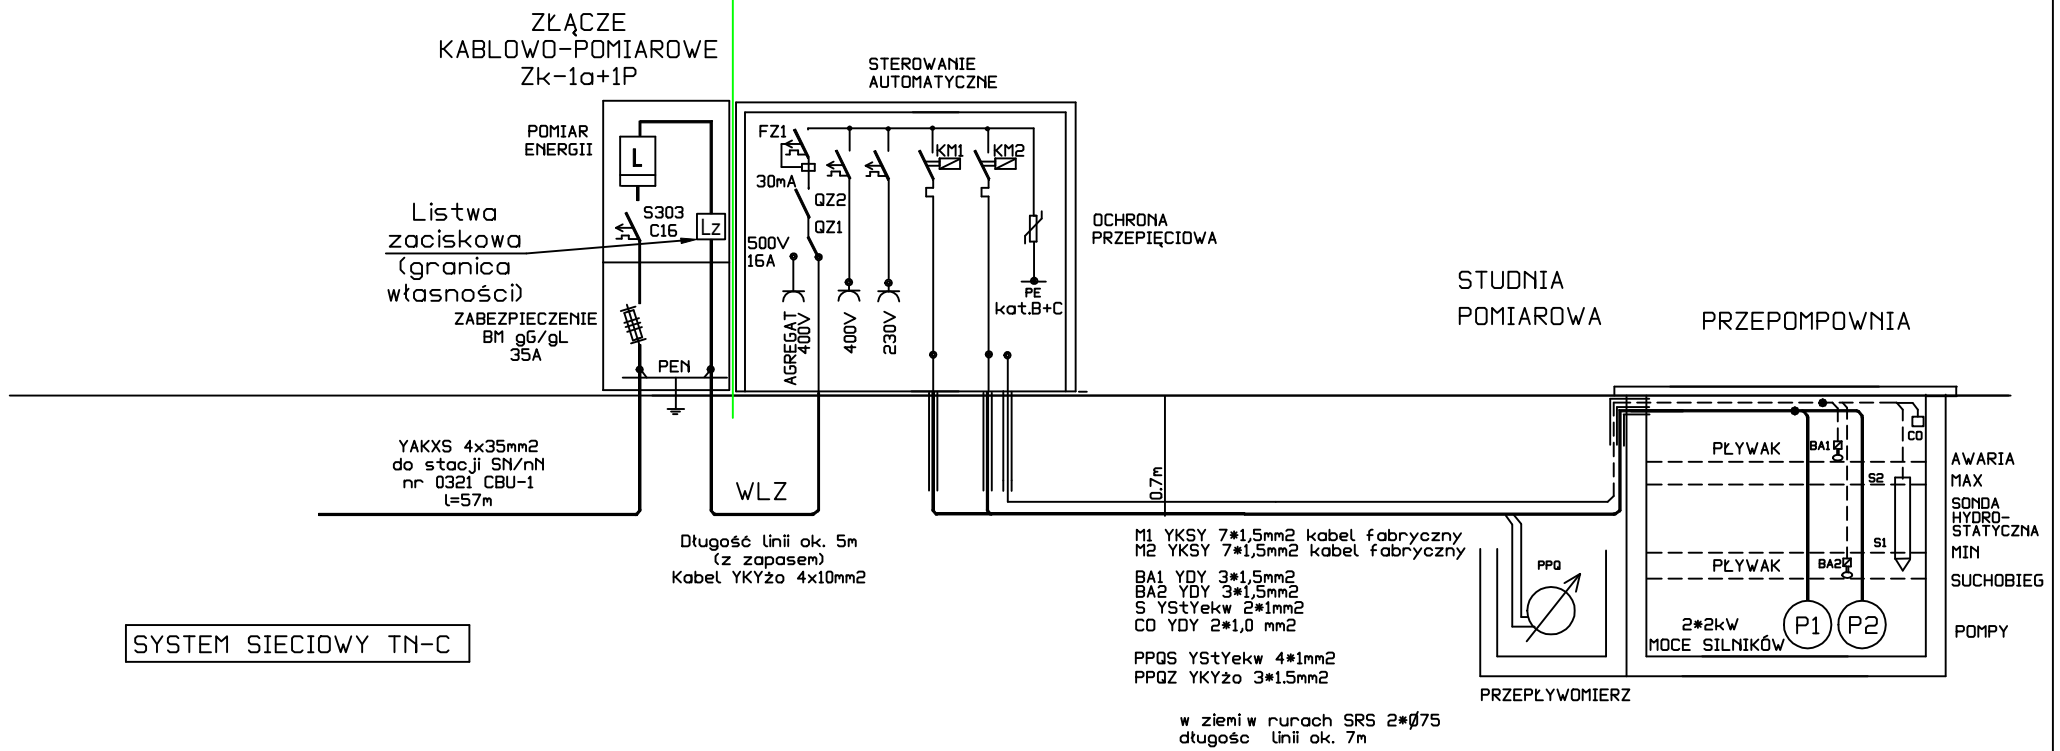 ZŁĄCZE
KABLOWO-POMIAROWE
Zk-1a+1P
STEROWANIE
AUTOMATYCZNE
POMIAR
ENERGII
L
S303
C16
Lz
Listwa
zaciskowa
(granica
własności)
ZABEZPIECZENIE
BM gG/gL
35A
PEN
FZ1
30mA
QZ2
QZ1
500V
16A
AGREGAT
400V
400V
230V
KM1
KM2
PE
kat.B+C
OCHRONA
PRZEPIĘCIOWA
STUDNIA
POMIAROWA
PRZEPOMPOWNIA
YAKXS 4x35mm2
do stacji SN/nN
nr 0321 CBU-1
l=57m
WLZ
Długość linii ok. 5m
(z zapasem)
Kabel YKYżo 4x10mm2
0.7m
SYSTEM SIECIOWY TN-C
M1 YKSY 7*1,5mm2 kabel fabryczny
M2 YKSY 7*1,5mm2 kabel fabryczny
BA1 YDY 3*1,5mm2
BA2 YDY 3*1,5mm2
S YStYekw 2*1mm2
CO YDY 2*1,0 mm2
PPQS YStYekw 4*1mm2
PPQZ YKYżo 3*1.5mm2
w ziemi w rurach SRS 2*Ø75
długośc linii ok. 7m
PPQ
PRZEPŁYWOMIERZ
PŁYWAK
BA1
CO
S2
S1
PŁYWAK
BA2
2*2kW
MOCE SILNIKÓW
P1
P2
AWARIA
MAX
SONDA
HYDRO-
STATYCZNA
MIN
SUCHOBIEG
POMPY